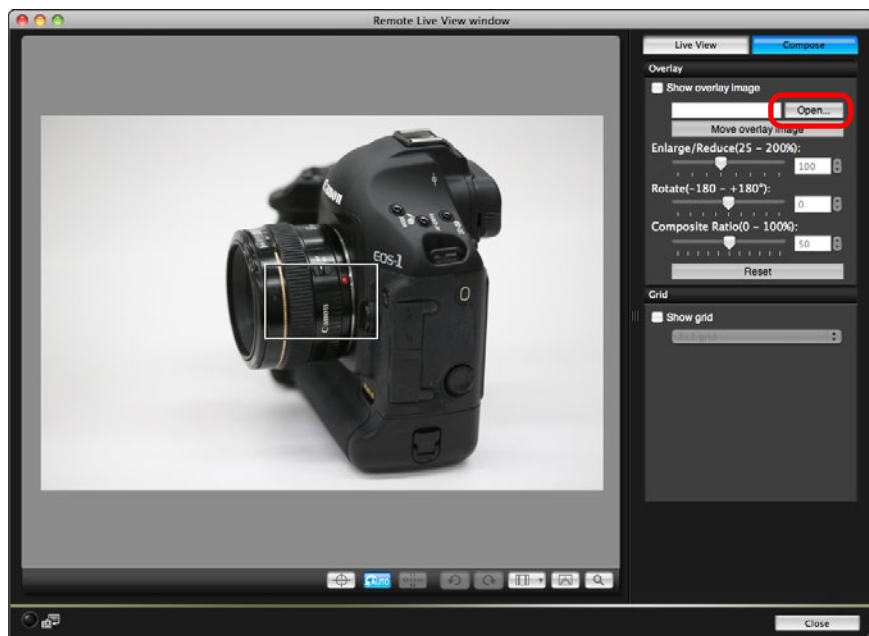 Remote Live View window
Live View
Compose
Overlay
Show overlay image
Open...
Move overlay image
Enlarge/Reduce(25 – 200%):
100
Rotate(-180 – +180°):
0
Composite Ratio(0 – 100%):
50
Reset
Grid
Show grid
Canon
EOS-1
Canon
AUTO
Close